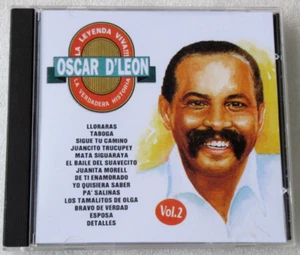 LA LEYENDA VIVA!!!
OSCAR D'LEON
LA VERDADERA HISTORIA
LLORARAS
TABOGA
SIGUE TU CAMINO
JUANCITO TRUCUPEY
MATA SIGUARAYA
EL BAILE DEL SUAVECITO
JUANITA MORELL
DE TI ENAMORADO
YO QUISIERA SABER
PA' SALINAS
LOS TAMALITOS DE OLGA
BRAVO DE VERDAD
ESPOSA
DETALLES
Vol.2